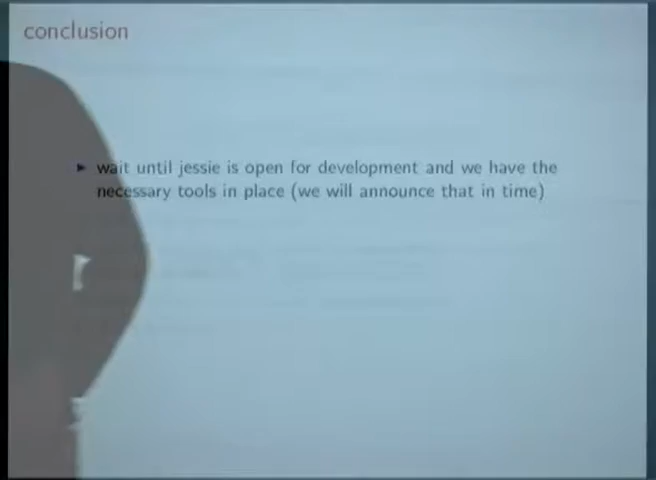 conclusion
wait until jessie is open for development and we have the
necessary tools in place (we will announce that in time)